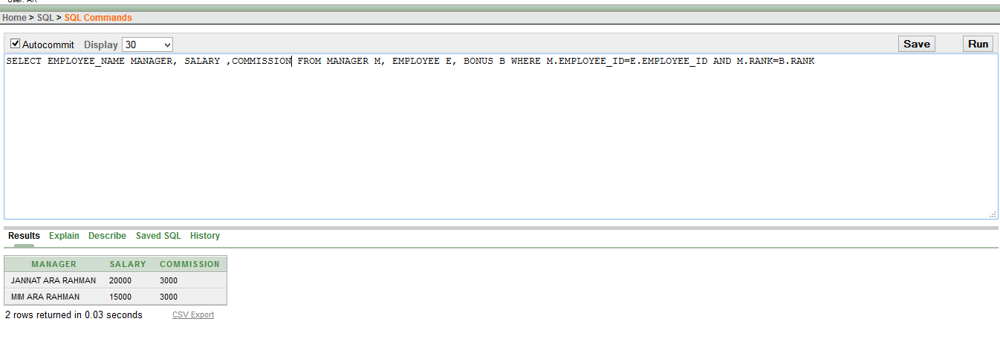 User: AR
Home > SQL > SQL Commands
Autocommit Display 30 Save Run
SELECT EMPLOYEE_NAME MANAGER, SALARY ,COMMISSION FROM MANAGER M, EMPLOYEE E, BONUS B WHERE M.EMPLOYEE_ID=E.EMPLOYEE_ID AND M.RANK=B.RANK
Results Explain Describe Saved SQL History
MANAGER SALARY COMMISSION
JANNAT ARA RAHMAN 20000 3000
MIM ARA RAHMAN 15000 3000
2 rows returned in 0.03 seconds CSV Export